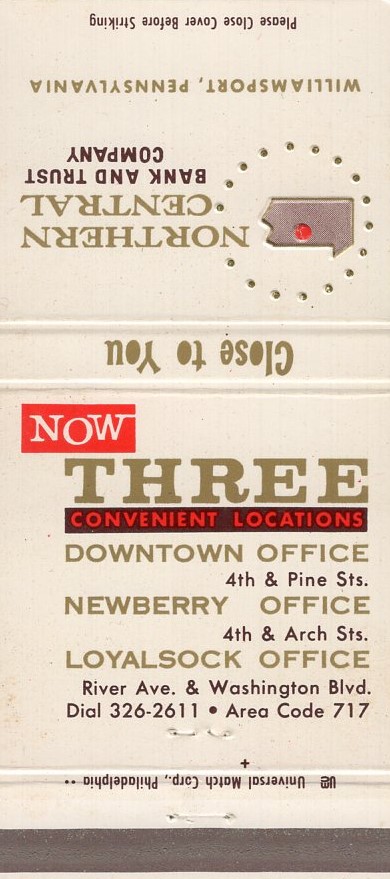 Please Close Cover Before Striking
WILLIAMSPORT, PENNSYLVANIA
NORTHERN
CENTRAL
BANK AND TRUST
COMPANY
Close to You
NOW
THREE
CONVENIENT LOCATIONS
DOWNTOWN OFFICE
4th & Pine Sts.
NEWBERRY OFFICE
4th & Arch Sts.
LOYALSOCK OFFICE
River Ave. & Washington Blvd.
Dial 326-2611 • Area Code 717
Universal Match Corp., Philadelphia